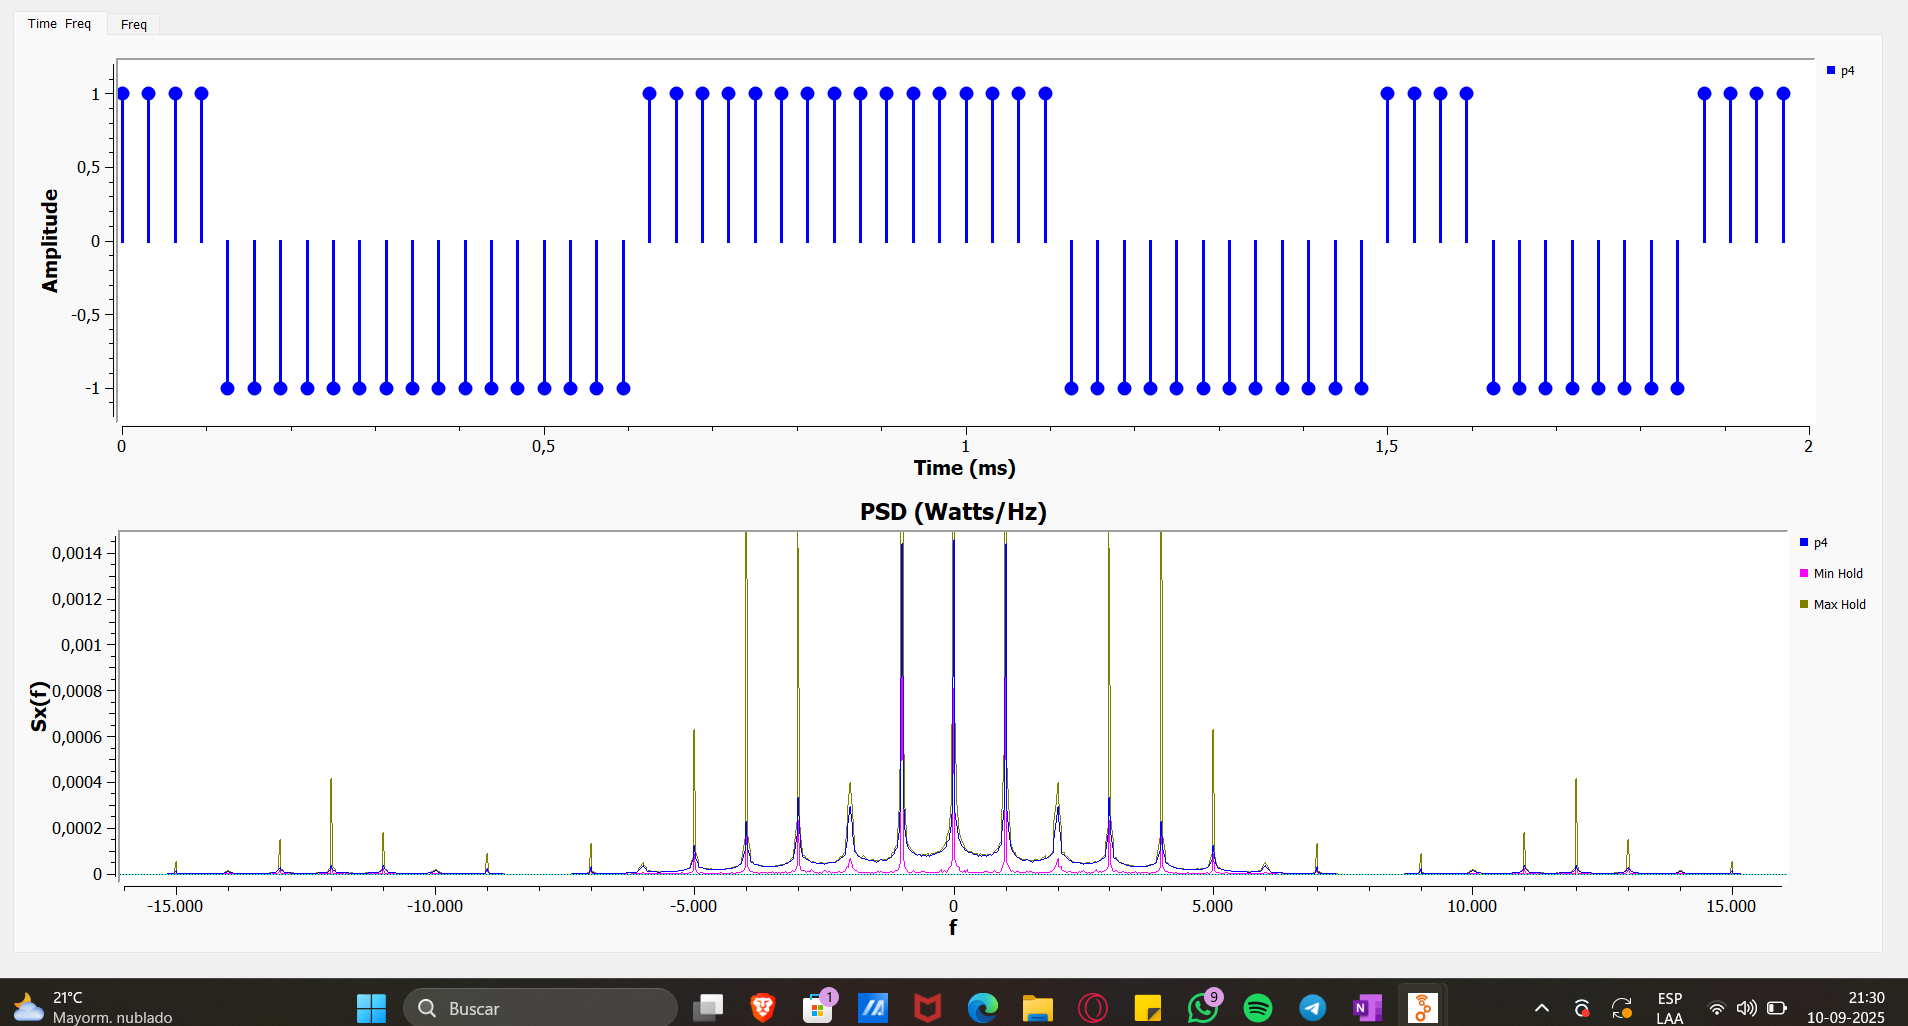 Time Freq
Freq
p4
Amplitude
1
0,5
0
-0,5
-1
0
0,5
1
1,5
2
Time (ms)
PSD (Watts/Hz)
Sx(f)
0,0014
0,0012
0,001
0,0008
0,0006
0,0004
0,0002
0
p4
Min Hold
Max Hold
-15.000
-10.000
-5.000
0
5.000
10.000
15.000
f
21°C
Mayorm. nublado
Buscar
1
9
N
ESP
LAA
21:30
10-09-2025